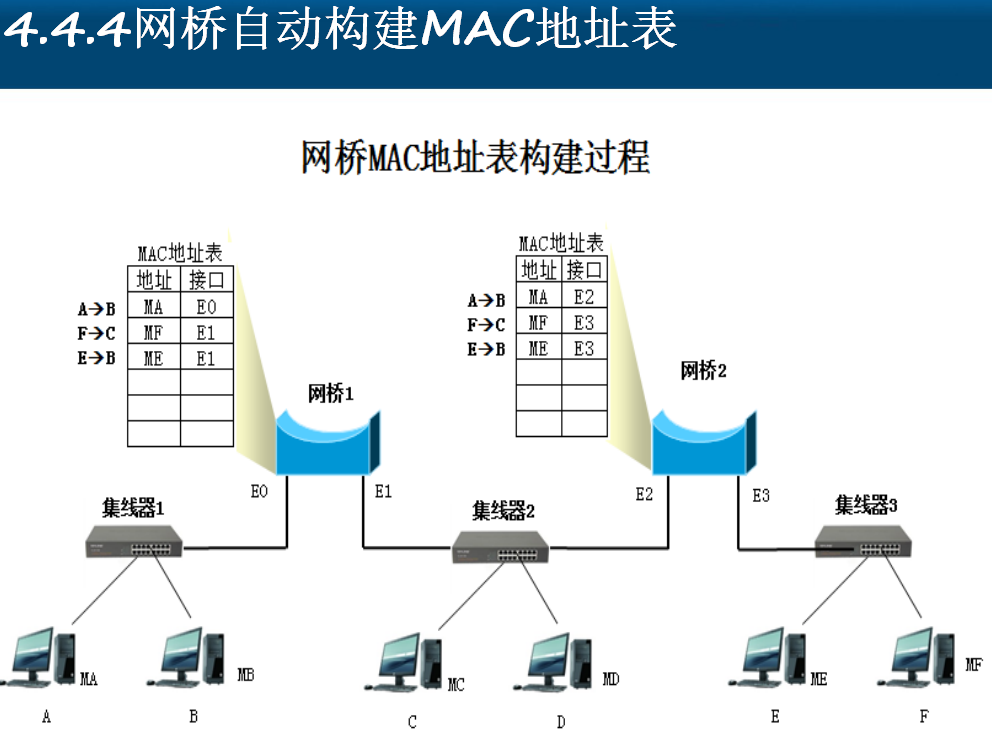 4.4.4网桥自动构建MAC地址表
网桥MAC地址表构建过程
MAC地址表
地址 接口
A→B MA E0
F→C MF E1
E→B ME E1
MAC地址表
地址 接口
A→B MA E2
F→C MF E3
E→B ME E3
网桥1
网桥2
E0 E1 E2 E3
集线器1 集线器2 集线器3
MA MB MC MD ME MF
A B C D E F